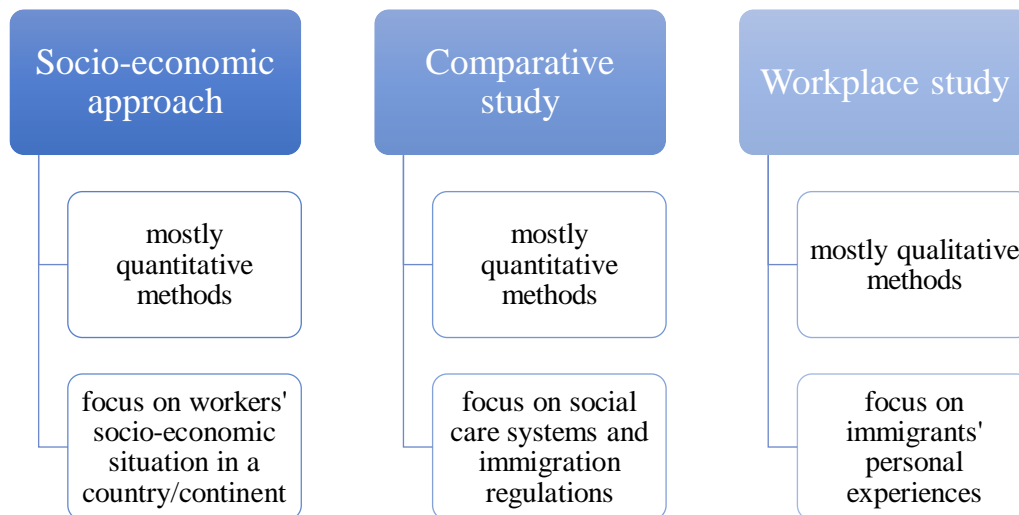 Socio-economic
approach
mostly
quantitative
methods
focus on workers'
socio-economic
situation in a
country/continent
Comparative
study
mostly
quantitative
methods
focus on social
care systems and
immigration
regulations
Workplace study
mostly qualitative
methods
focus on
immigrants'
personal
experiences